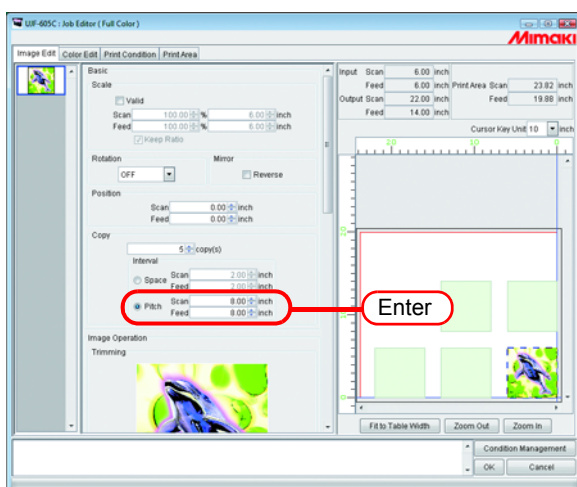 UJF-605C : Job Editor ( Full Color )
Mimaki
Image Edit Color Edit Print Condition Print Area
Basic
Scale
Valid
Scan 100.00 % 6.00 inch
Feed 100.00 % 6.00 inch
Keep Ratio
Rotation Mirror
OFF Reverse
Position
Scan 0.00 inch
Feed 0.00 inch
Copy
5 copy(s)
Interval
Space Scan 2.00 inch
Feed 2.00 inch
Pitch Scan 8.00 inch
Feed 8.00 inch
Enter
Image Operation
Trimming
Input Scan 6.00 inch
Feed 6.00 inch Print Area Scan 23.82 inch
Output Scan 22.00 inch Feed 19.88 inch
Feed 14.00 inch
Cursor Key Unit 10 inch
20 10 0
20
10
0
Fit to Table Width Zoom Out Zoom In
Condition Management
OK Cancel